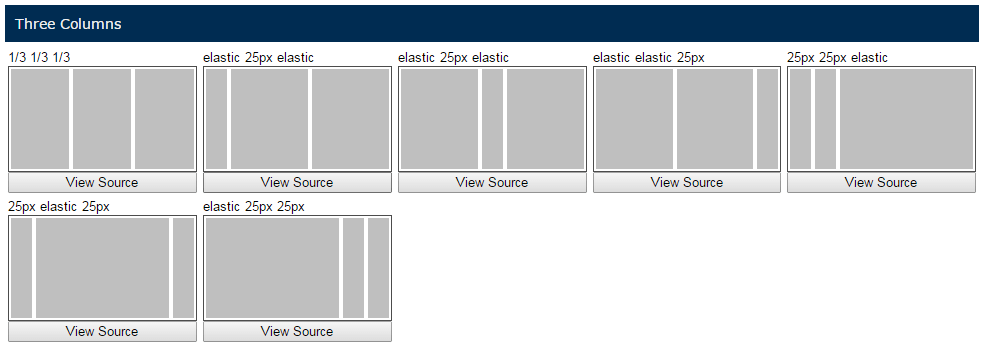 Three Columns
1/3 1/3 1/3
elastic 25px elastic
elastic 25px elastic
elastic elastic 25px
25px 25px elastic
View Source
View Source
View Source
View Source
View Source
25px elastic 25px
elastic 25px 25px
View Source
View Source